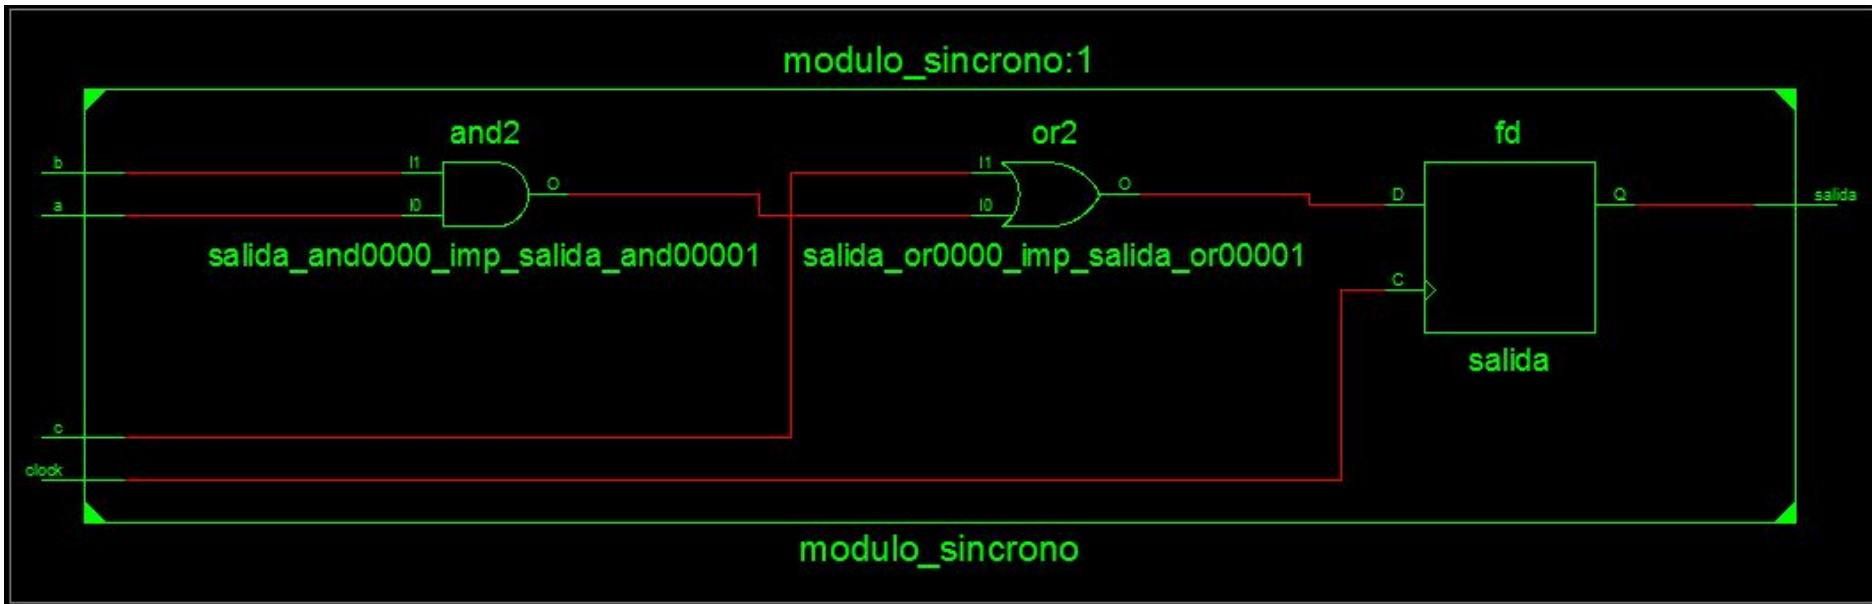 modulo_sincrono:1
and2
or2
fd
b
I1
O
I1
O
D
Q
salida
a
I0
I0
salida_and0000_imp_salida_and00001
salida_or0000_imp_salida_or00001
C
salida
c
clock
modulo_sincrono